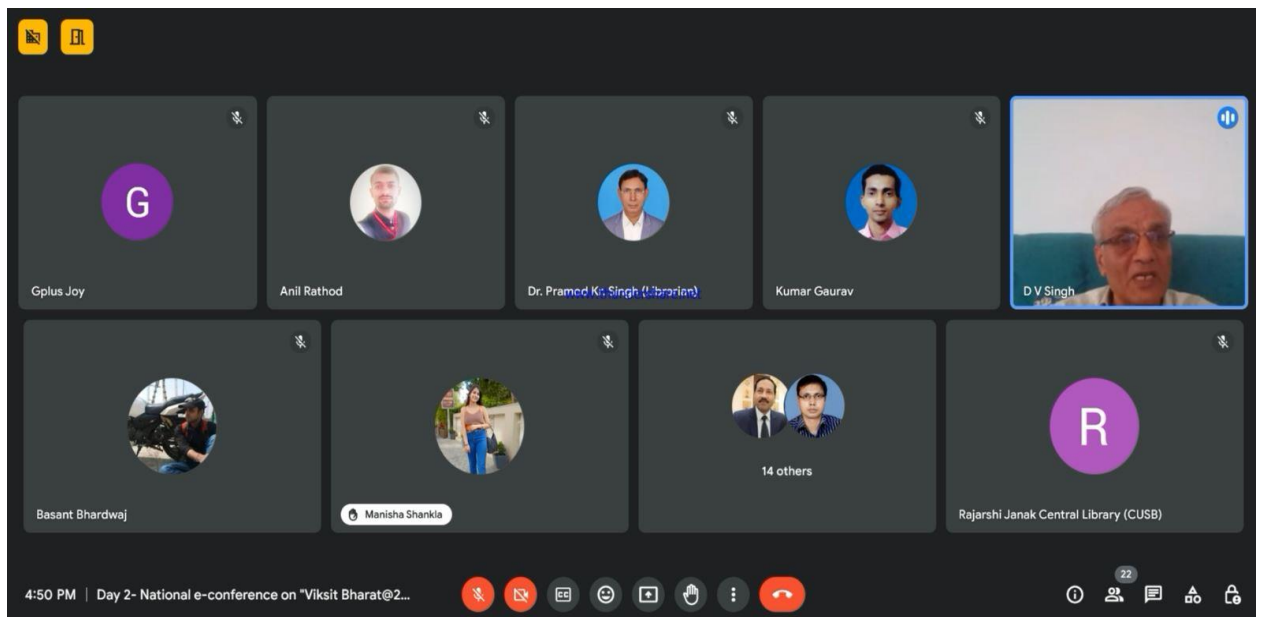 G
Gplus Joy
Anil Rathod
Dr. Pramod Kr. Singh (Librarian)
Kumar Gaurav
D V Singh
Basant Bhardwaj
Manisha Shankla
14 others
R
Rajarshi Janak Central Library (CUSB)
4:50 PM | Day 2- National e-conference on "Viksit Bharat@2...
CC
22